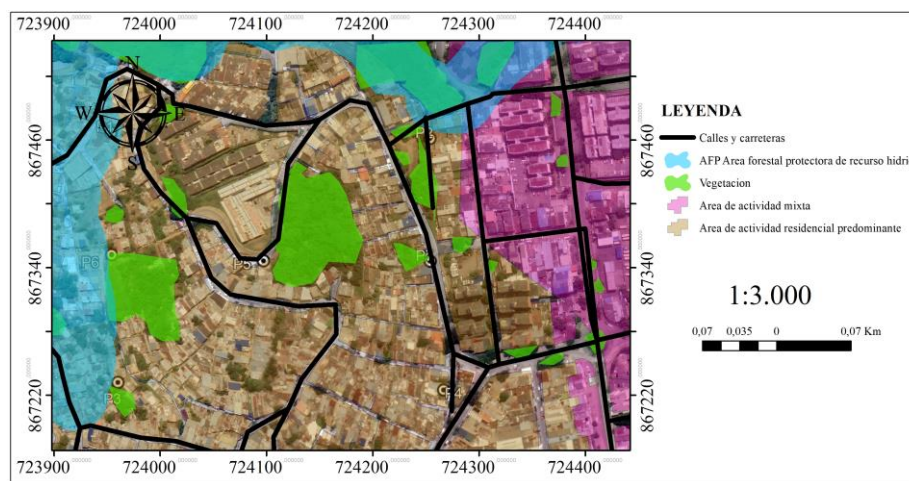 723900 724000 724100 724200 724300 724400
867460 867460
867340 867340
867220 867220
N
W E
S
P5
P3
P4
LEYENDA
Calles y carreteras
AFP Area forestal protectora de recurso hidri
Vegetacion
Area de actividad mixta
Area de actividad residencial predominante
1:3.000
0,07 0,035 0 0,07 Km
723900 724000 724100 724200 724300 724400